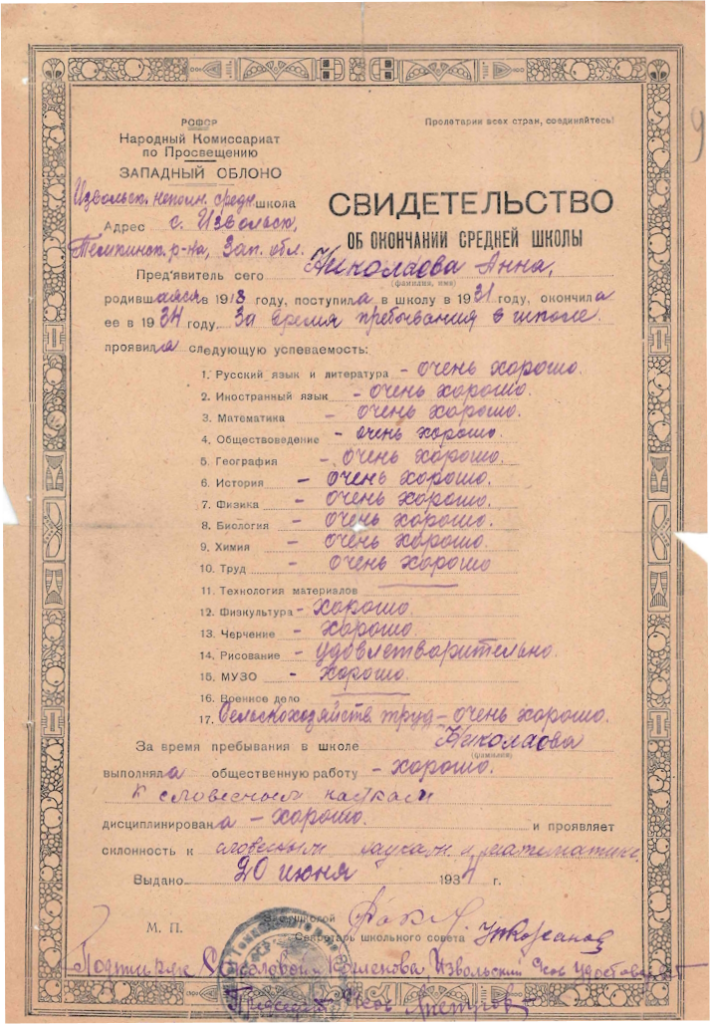 РСФСР
Народный Комиссариат
по Просвещению
ЗАПАДНЫЙ ОБЛОНО
Пролетарии всех стран, соединяйтесь!
9
Извольск. неполн. средн школа
Адрес с. Извольск,
Темкинск. р-на, Зап. обл.
СВИДЕТЕЛЬСТВО
ОБ ОКОНЧАНИИ СРЕДНЕЙ ШКОЛЫ
Пред'явитель сего Николаова Анна,
(фамилия, имя)
родившаяся в 1918 году, поступила в школу в 1931 году, окончила
ее в 1934 году. За время пребывания в школе
проявила следующую успеваемость:
1. Русский язык и литература - очень хорошо.
2. Иностранный язык - очень хорошо.
3. Математика - очень хорошо.
4. Обществоведение - очень хорошо.
5. География - очень хорошо.
6. История - очень хорошо.
7. Физика - очень хорошо.
8. Биология - очень хорошо.
9. Химия - очень хорошо.
10. Труд - очень хорошо
11. Технология материалов
12. Физкультура - хорошо
13. Черчение - хорошо
14. Рисование - удовлетворительно.
15. МУЗО - хорошо.
16. Военное дело
17. Сельскохозяйств труд - очень хорошо.
За время пребывания в школе Николаова
(фамилия)
выполняла общественную работу - хорошо.
к словесным наукам
дисциплинирована - хорошо. и проявляет
склонность к словесным наукам и математике.
Выдано 20 июня 1934 г.
М. П.
Секретарь школьного совета
Извольский